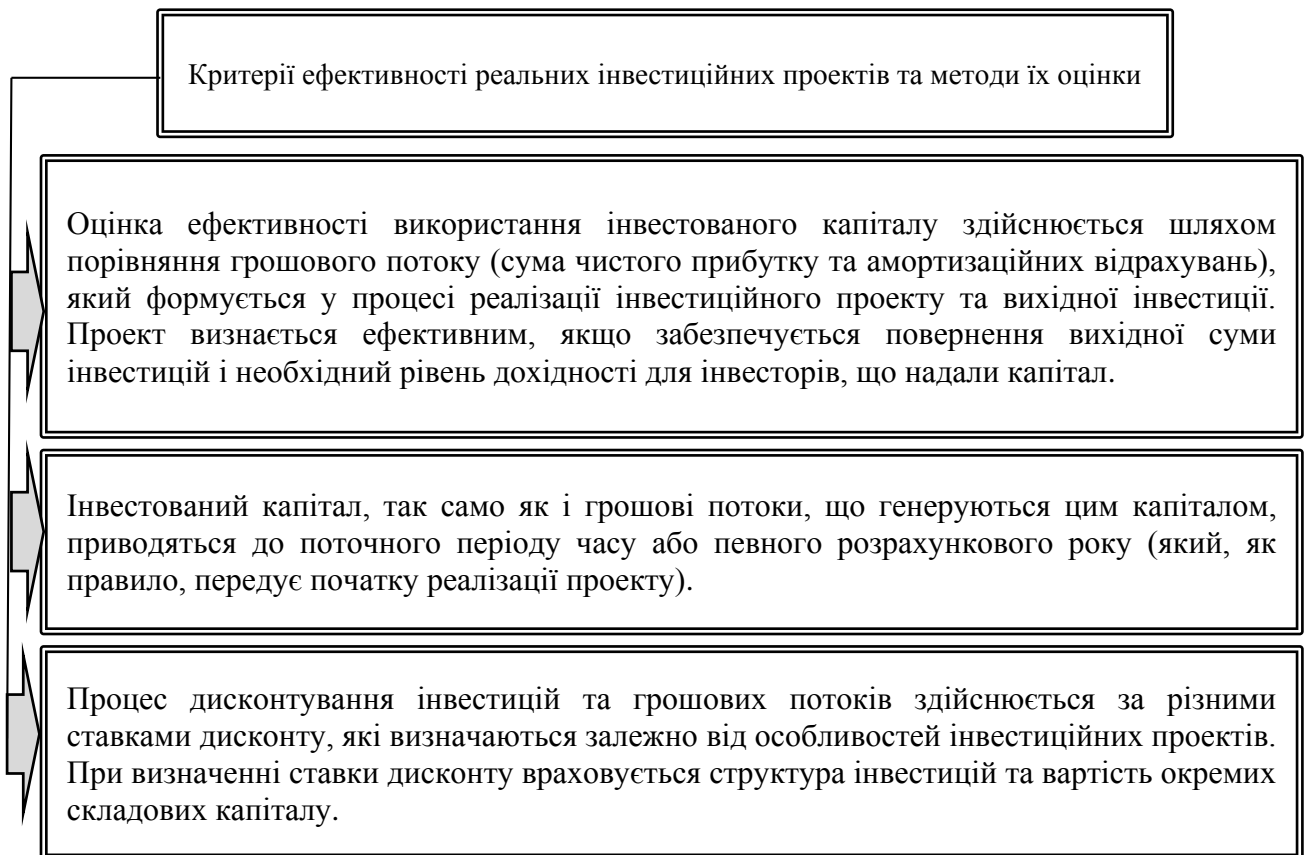 Критерії ефективності реальних інвестиційних проектів та методи їх оцінки
Оцінка ефективності використання інвестованого капіталу здійснюється шляхом
порівняння грошового потоку (сума чистого прибутку та амортизаційних відрахувань),
який формується у процесі реалізації інвестиційного проекту та вихідної інвестиції.
Проект визнається ефективним, якщо забезпечується повернення вихідної суми
інвестицій і необхідний рівень дохідності для інвесторів, що надали капітал.
Інвестований капітал, так само як і грошові потоки, що генеруються цим капіталом,
приводяться до поточного періоду часу або певного розрахункового року (який, як
правило, передує початку реалізації проекту).
Процес дисконтування інвестицій та грошових потоків здійснюється за різними
ставками дисконту, які визначаються залежно від особливостей інвестиційних проектів.
При визначенні ставки дисконту враховується структура інвестицій та вартість окремих
складових капіталу.